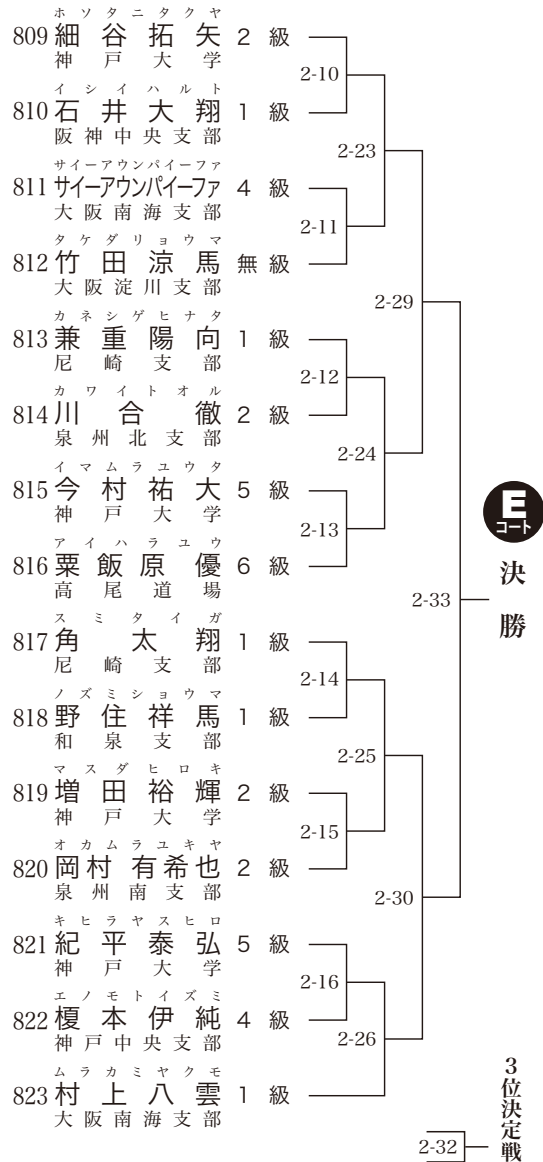 ホソタニタクヤ
809 細谷拓矢 2 級
神戸大学
2-10
イシイハルト
810 石井大翔 1 級
阪神中央支部
2-23
サイーアウンパイーファ
811 サイーアウンパイーファ 4 級
大阪南海支部
2-11
タケダリョウマ
812 竹田涼馬 無 級
大阪淀川支部
2-29
カネシゲヒナタ
813 兼重陽向 1 級
尼崎支部
2-12
カワイトオル
814 川合徹 2 級
泉州北支部
2-24
イマムラユウタ
815 今村祐大 5 級
神戸大学
2-13
アイハラユウ
816 粟飯原優 6 級
高尾道場
E
コート
決勝
2-33
スミタイガ
817 角太翔 1 級
尼崎支部
2-14
ノズミショウマ
818 野住祥馬 1 級
和泉支部
2-25
マスダヒロキ
819 増田裕輝 2 級
神戸大学
2-15
オカムラユキヤ
820 岡村有希也 2 級
泉州南支部
2-30
キヒラヤスヒロ
821 紀平泰弘 5 級
神戸大学
2-16
エノモトイズミ
822 榎本伊純 4 級
神戸中央支部
2-26
ムラカミヤクモ
823 村上八雲 1 級
大阪南海支部
3位決定戦
2-32